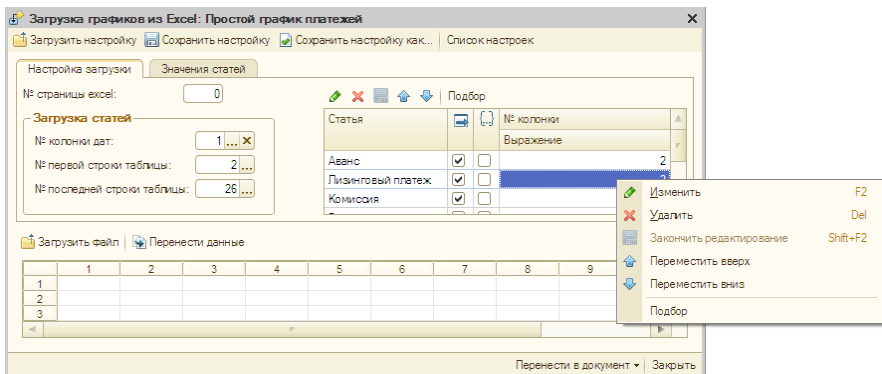 Загрузка графиков из Excel: Простой график платежей
Загрузить настройку Сохранить настройку Сохранить настройку как... Список настроек
Настройка загрузки Значения статей
№ страницы excel: 0
Подбор
Загрузка статей
Статья № колонки
Выражение
№ колонки дат: 1 ...
№ первой строки таблицы: 2 ...
№ последней строки таблицы: 26 ...
Аванс 2
Лизинговый платеж
Комиссия
Изменить F2
Удалить Del
Закончить редактирование Shift+F2
Переместить вверх
Переместить вниз
Подбор
Загрузить файл Перенести данные
1 2 3 4 5 6 7 8 9
1
2
3
Перенести в документ Закрыть